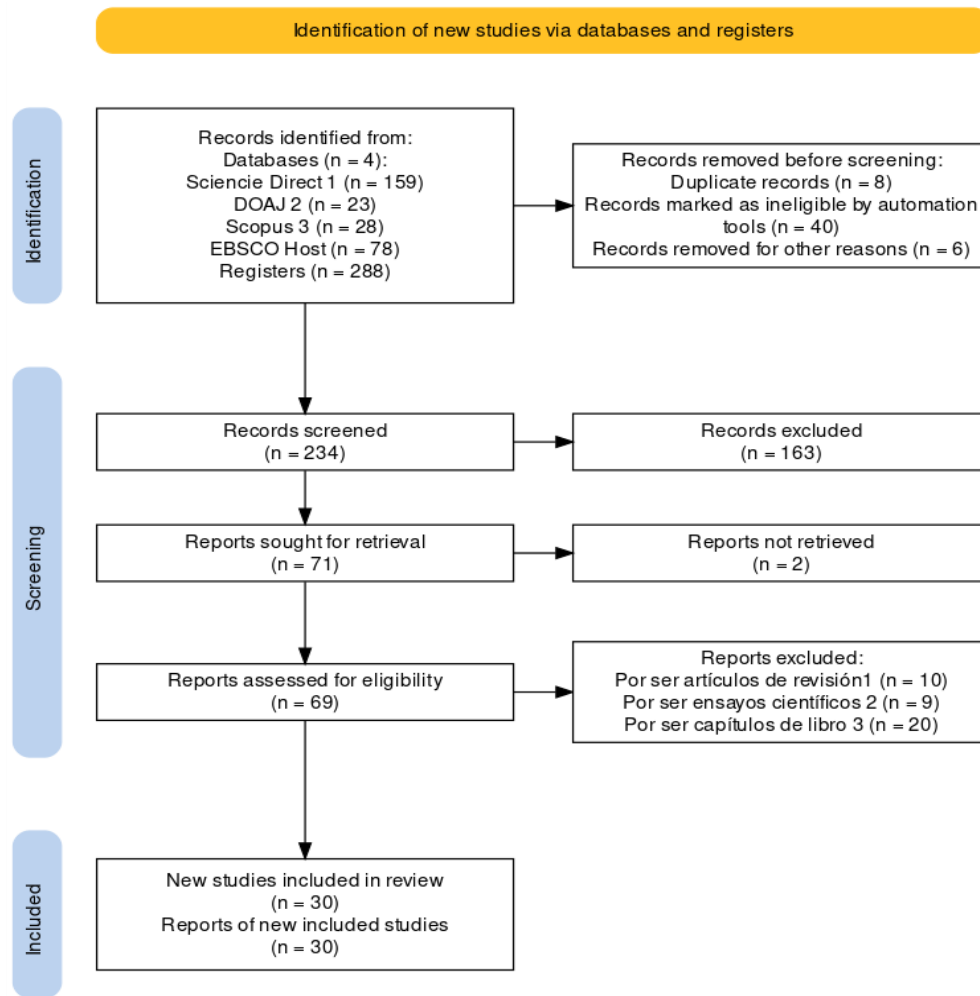 Identification of new studies via databases and registers
Identification
Records identified from:
Databases (n = 4):
Sciencie Direct 1 (n = 159)
DOAJ 2 (n = 23)
Scopus 3 (n = 28)
EBSCO Host (n = 78)
Registers (n = 288)
Records removed before screening:
Duplicate records (n = 8)
Records marked as ineligible by automation
tools (n = 40)
Records removed for other reasons (n = 6)
Screening
Records screened
(n = 234)
Records excluded
(n = 163)
Reports sought for retrieval
(n = 71)
Reports not retrieved
(n = 2)
Reports assessed for eligibility
(n = 69)
Reports excluded:
Por ser artículos de revisión1 (n = 10)
Por ser ensayos científicos 2 (n = 9)
Por ser capítulos de libro 3 (n = 20)
Included
New studies included in review
(n = 30)
Reports of new included studies
(n = 30)